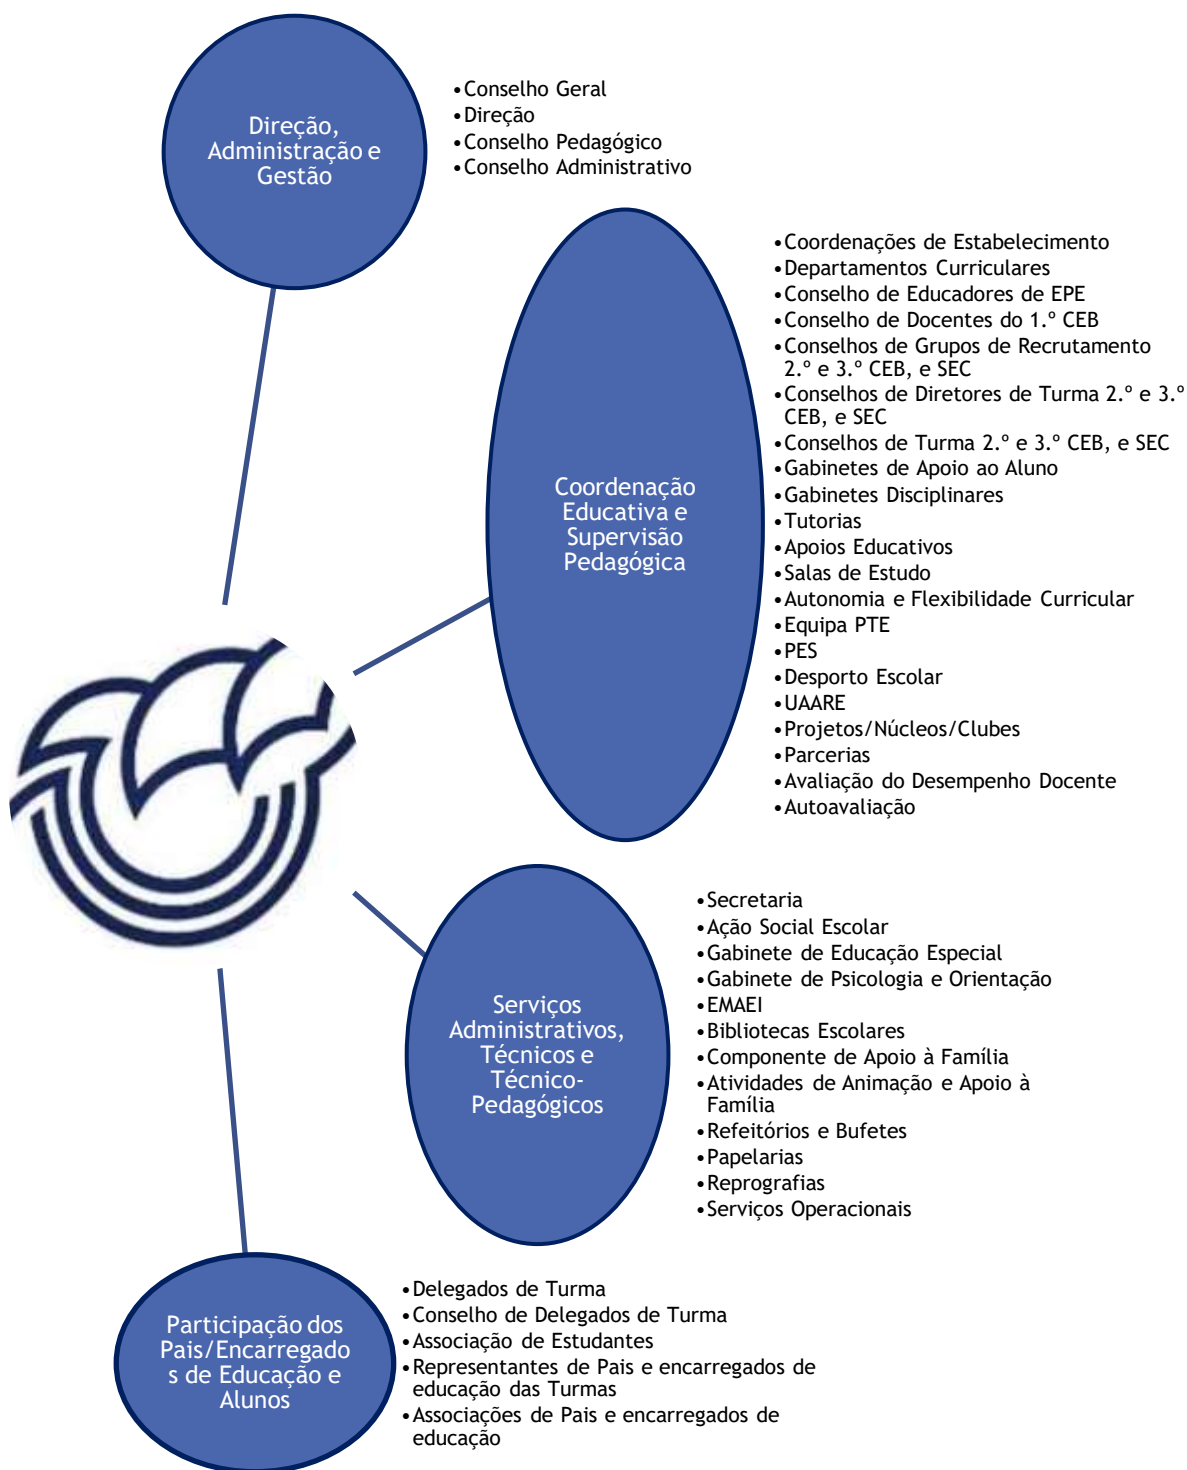 Direção,
Administração e
Gestão
•Conselho Geral
•Direção
•Conselho Pedagógico
•Conselho Administrativo
Coordenação
Educativa e
Supervisão
Pedagógica
•Coordenações de Estabelecimento
•Departamentos Curriculares
•Conselho de Educadores de EPE
•Conselho de Docentes do 1.º CEB
•Conselhos de Grupos de Recrutamento
2.º e 3.º CEB, e SEC
•Conselhos de Diretores de Turma 2.º e 3.º
CEB, e SEC
•Conselhos de Turma 2.º e 3.º CEB, e SEC
•Gabinetes de Apoio ao Aluno
•Gabinetes Disciplinares
•Tutorias
•Apoios Educativos
•Salas de Estudo
•Autonomia e Flexibilidade Curricular
•Equipa PTE
•PES
•Desporto Escolar
•UAARE
•Projetos/Núcleos/Clubes
•Parcerias
•Avaliação do Desempenho Docente
•Autoavaliação
Serviços
Administrativos,
Técnicos e
Técnico-
Pedagógicos
•Secretaria
•Ação Social Escolar
•Gabinete de Educação Especial
•Gabinete de Psicologia e Orientação
•EMAEI
•Bibliotecas Escolares
•Componente de Apoio à Família
•Atividades de Animação e Apoio à
Família
•Refeitórios e Bufetes
•Papelarias
•Reprografias
•Serviços Operacionais
Participação dos
Pais/Encarregado
s de Educação e
Alunos
•Delegados de Turma
•Conselho de Delegados de Turma
•Associação de Estudantes
•Representantes de Pais e encarregados de
educação das Turmas
•Associações de Pais e encarregados de
educação